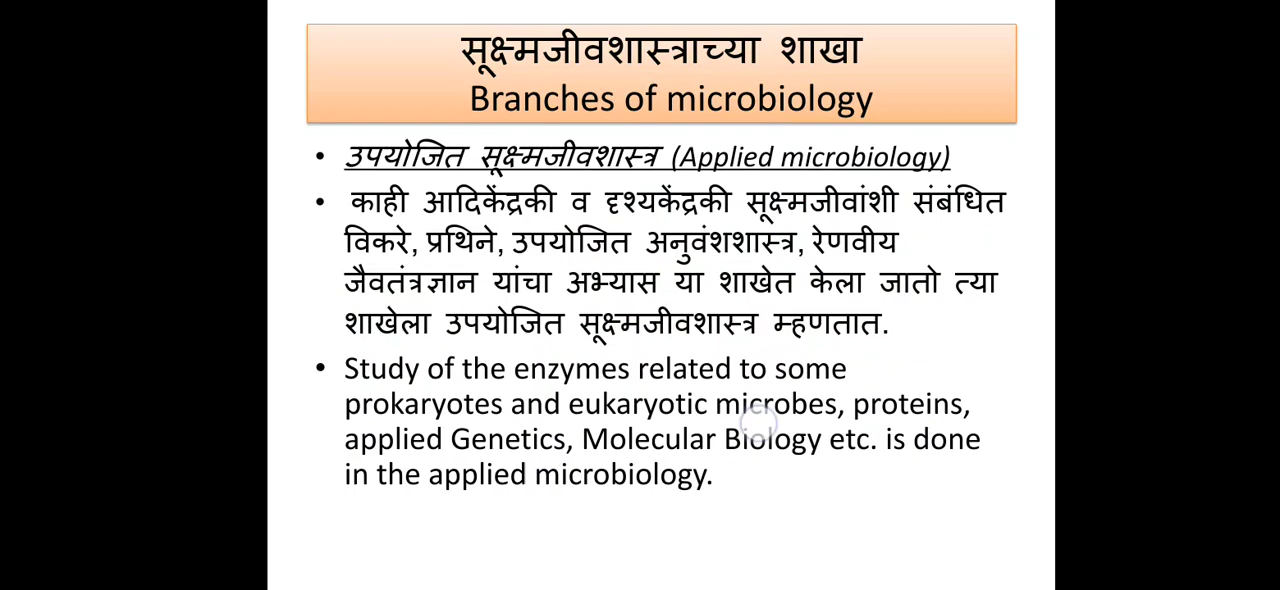 सूक्ष्मजीवशास्त्राच्या शाखा
Branches of microbiology
• उपयोजित सूक्ष्मजीवशास्त्र (Applied microbiology)
• काही आदिकेंद्रकी व दृश्यकेंद्रकी सूक्ष्मजीवांशी संबंधित
विकरे, प्रथिने, उपयोजित अनुवंशशास्त्र, रेणवीय
जैवतंत्रज्ञान यांचा अभ्यास या शाखेत केला जातो त्या
शाखेला उपयोजित सूक्ष्मजीवशास्त्र म्हणतात.
• Study of the enzymes related to some
prokaryotes and eukaryotic microbes, proteins,
applied Genetics, Molecular Biology etc. is done
in the applied microbiology.